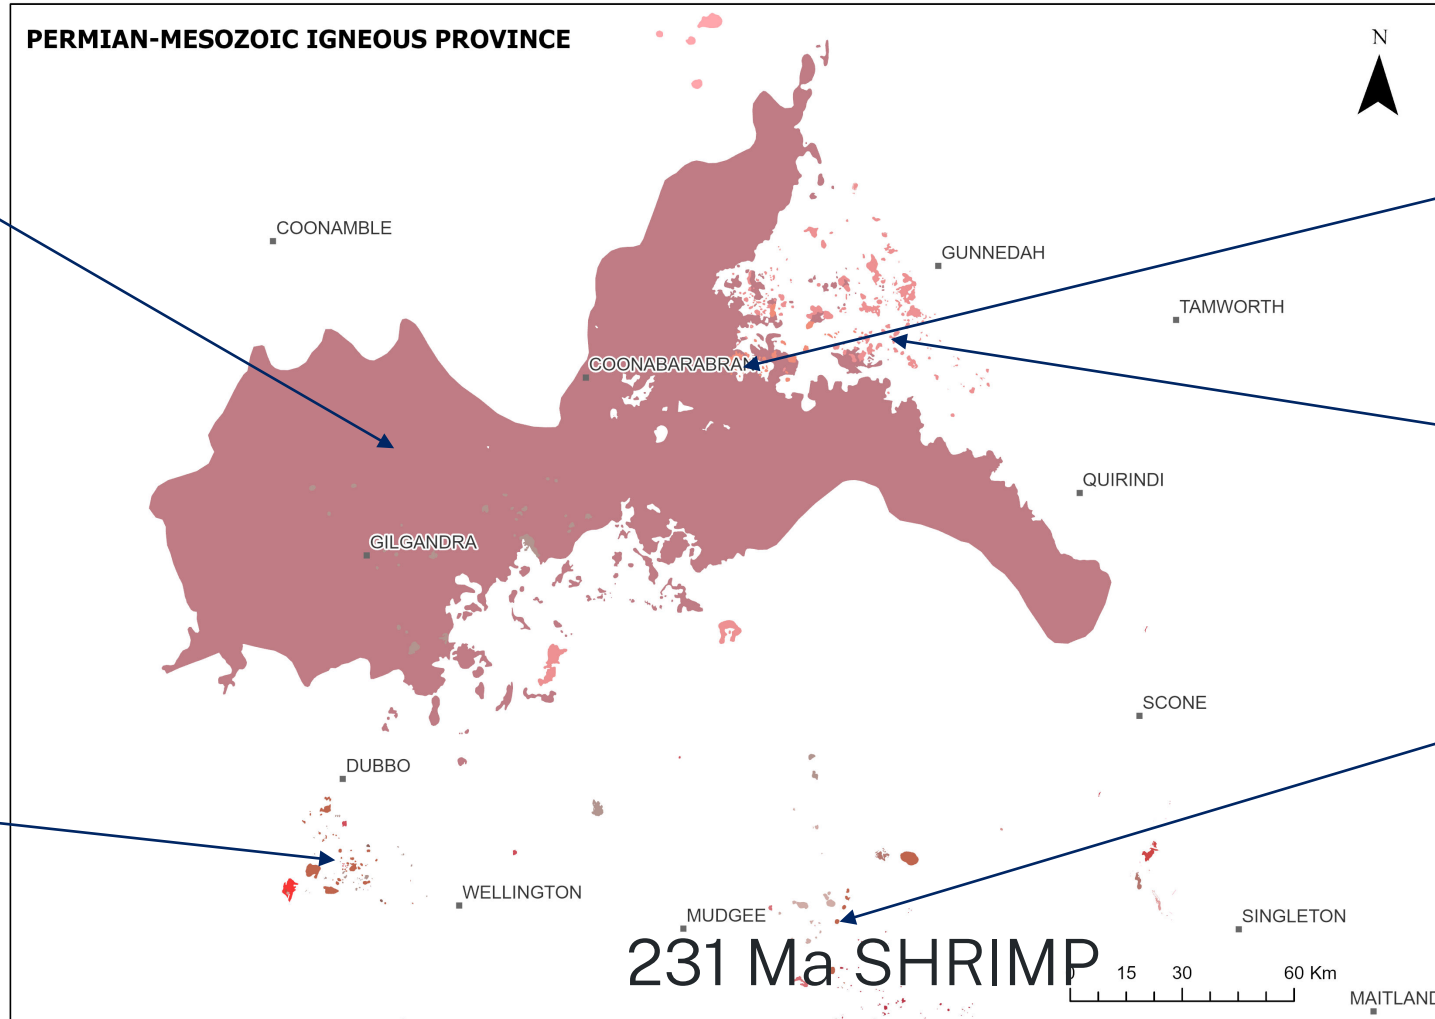 PERMIAN-MESOZOIC IGNEOUS PROVINCE
N
COONAMBLE
GUNNEDAH
TAMWORTH
COONABARABRAN
QUIRINDI
GILGANDRA
SCONE
DUBBO
WELLINGTON
MUDGEE
SINGLETON
231 Ma SHRIMP
0 15 30 60 Km
MAITLAND